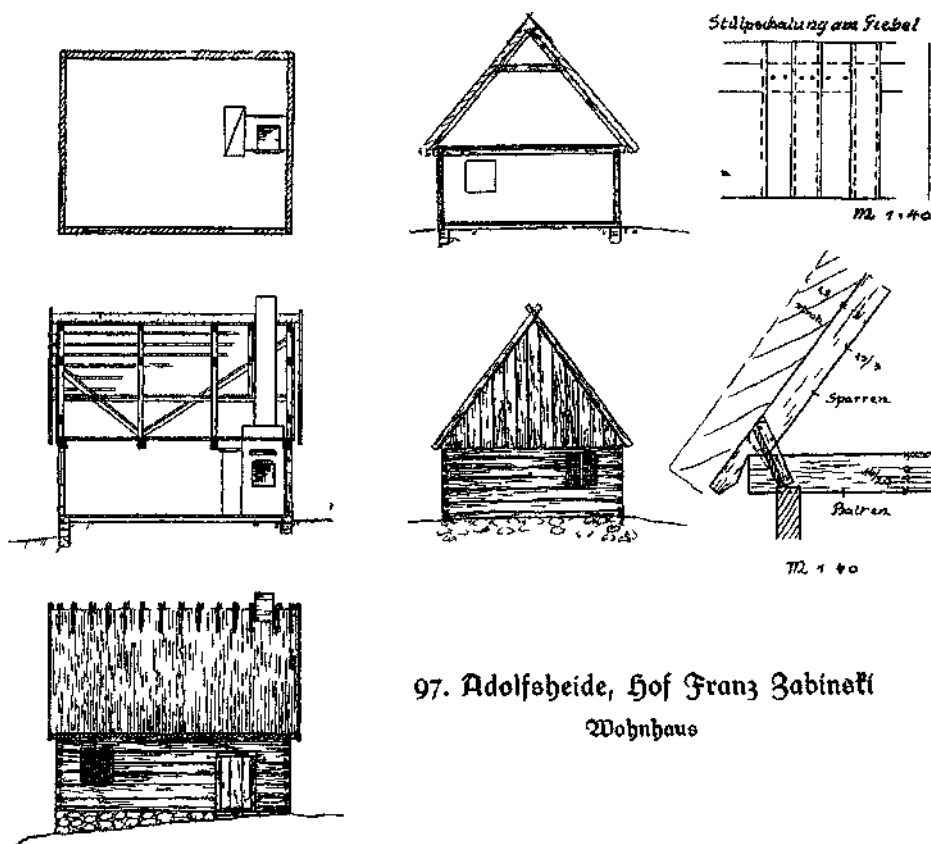 Stülpschalung am Giebel
M 1:40
Sparren
Balken
M 1:40
97. Adolfsheide, Hof Franz Zabinski
Wohnhaus